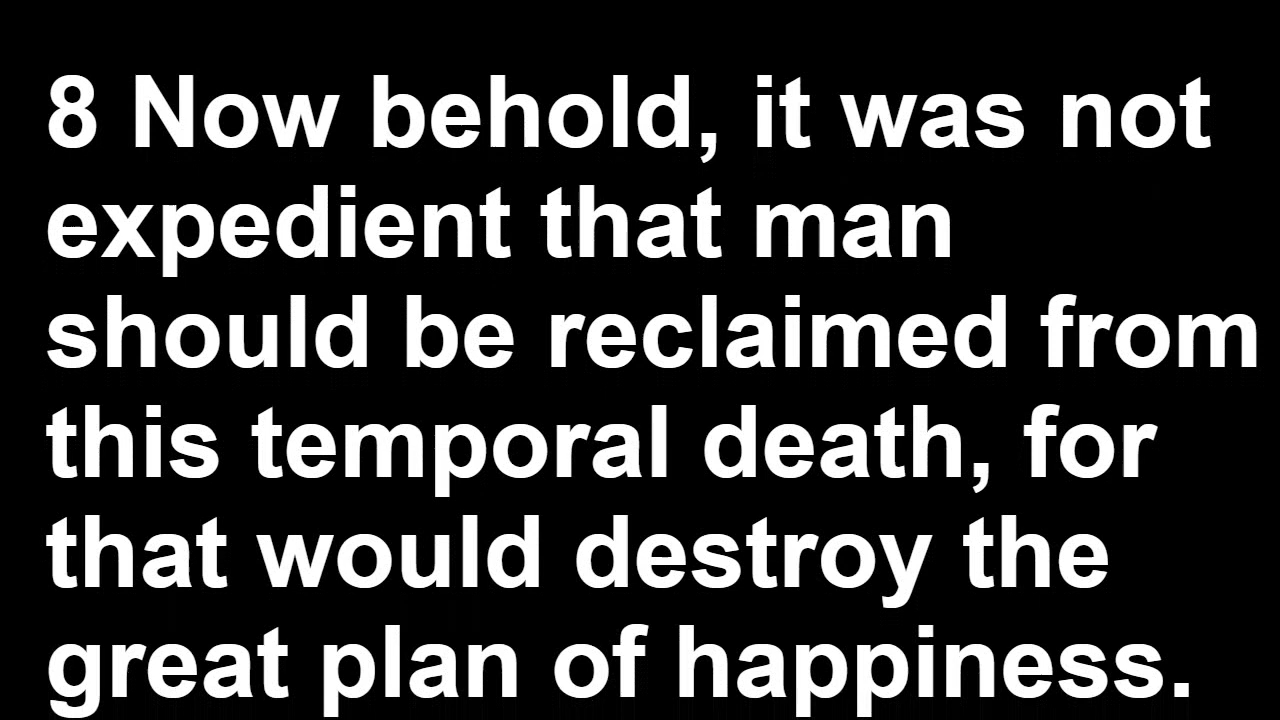 8 Now behold, it was not
expedient that man
should be reclaimed from
this temporal death, for
that would destroy the
great plan of happiness.